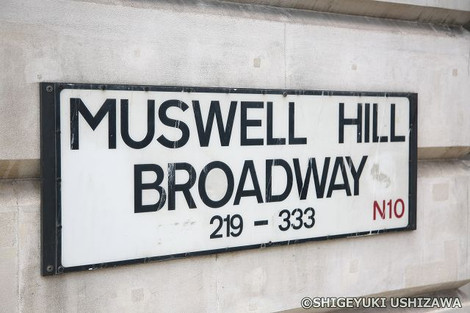 MUSWELL HILL
BROADWAY
219 - 333
N10
©SHIGEYUKI USHIZAWA